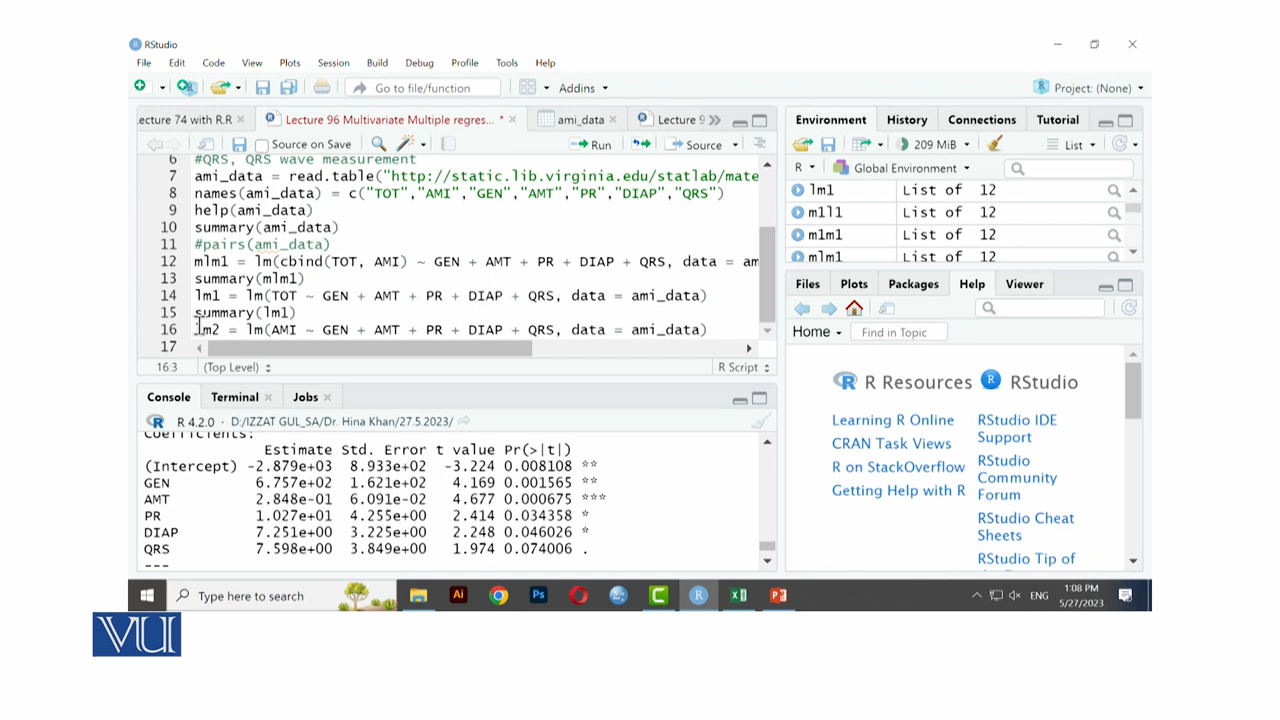 RStudio
File Edit Code View Plots Session Build Debug Profile Tools Help
Go to file/function Addins Project: (None)
ecture 74 with R.R Lecture 96 Multivariate Multiple regres... * ami_data Lecture 9
Source on Save Run Source
6 #QRS, QRS wave measurement
7 ami_data = read.table("http://static.lib.virginia.edu/statlab/mate
8 names(ami_data) = c("TOT","AMI","GEN","AMT","PR","DIAP","QRS")
9 help(ami_data)
10 summary(ami_data)
11 #pairs(ami_data)
12 mlm1 = lm(cbind(TOT, AMI) ~ GEN + AMT + PR + DIAP + QRS, data = am
13 summary(mlm1)
14 lm1 = lm(TOT ~ GEN + AMT + PR + DIAP + QRS, data = ami_data)
15 summary(lm1)
16 lm2 = lm(AMI ~ GEN + AMT + PR + DIAP + QRS, data = ami_data)
17
16:3 (Top Level) R Script
Console Terminal Jobs
R 4.2.0 · D:/IZZAT GUL_SA/Dr. Hina Khan/27.5.2023/
Coefficients:
Estimate Std. Error t value Pr(>|t|)
(Intercept) -2.879e+03 8.933e+02 -3.224 0.008108 **
GEN 6.757e+02 1.621e+02 4.169 0.001565 **
AMT 2.848e-01 6.091e-02 4.677 0.000675 ***
PR 1.027e+01 4.255e+00 2.414 0.034358 *
DIAP 7.251e+00 3.225e+00 2.248 0.046026 *
QRS 7.598e+00 3.849e+00 1.974 0.074006 .
---
Environment History Connections Tutorial
209 MiB List
R Global Environment
lm1 List of 12
m1l1 List of 12
m1m1 List of 12
mlm1 List of 12
Files Plots Packages Help Viewer
Home Find in Topic
R Resources
Learning R Online
CRAN Task Views
R on StackOverflow
Getting Help with R
RStudio
RStudio IDE
Support
RStudio
Community
Forum
RStudio Cheat
Sheets
RStudio Tip of
Type here to search
Ai
Ps
ENG
1:08 PM
5/27/2023
VU